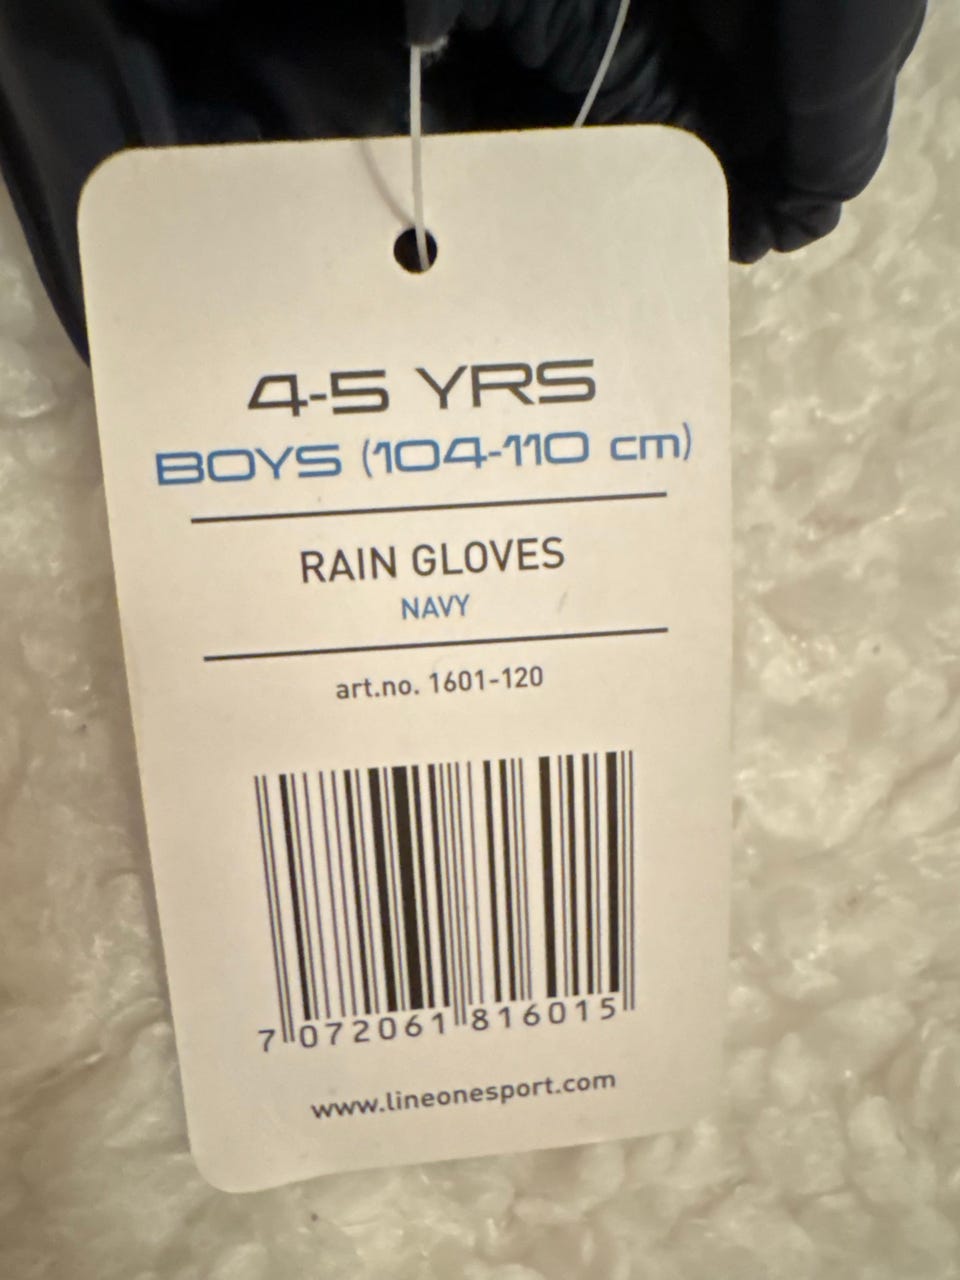 4-5 YRS
BOYS (104-110 cm)
RAIN GLOVES
NAVY
art.no. 1601-120
7 072061 816015
www.lineonesport.com